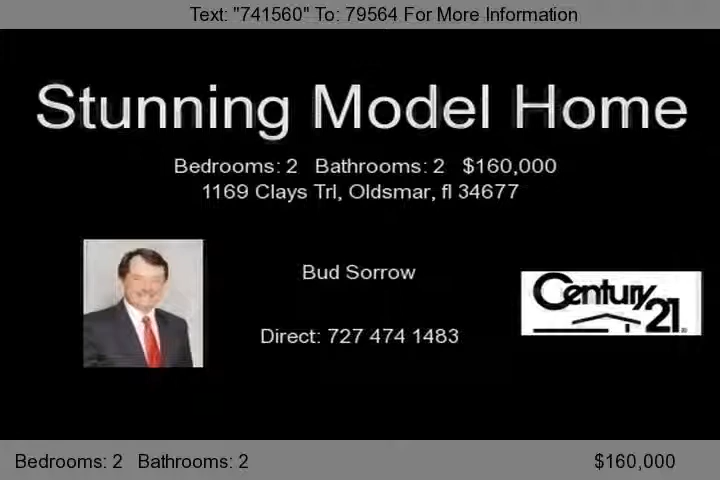 Text: "741560" To: 79564 For More Information
Stunning Model Home
Bedrooms: 2 Bathrooms: 2 $160,000
1169 Clays Trl, Oldsmar, fl 34677
Bud Sorrow
Century 21
Direct: 727 474 1483
Bedrooms: 2 Bathrooms: 2 $160,000